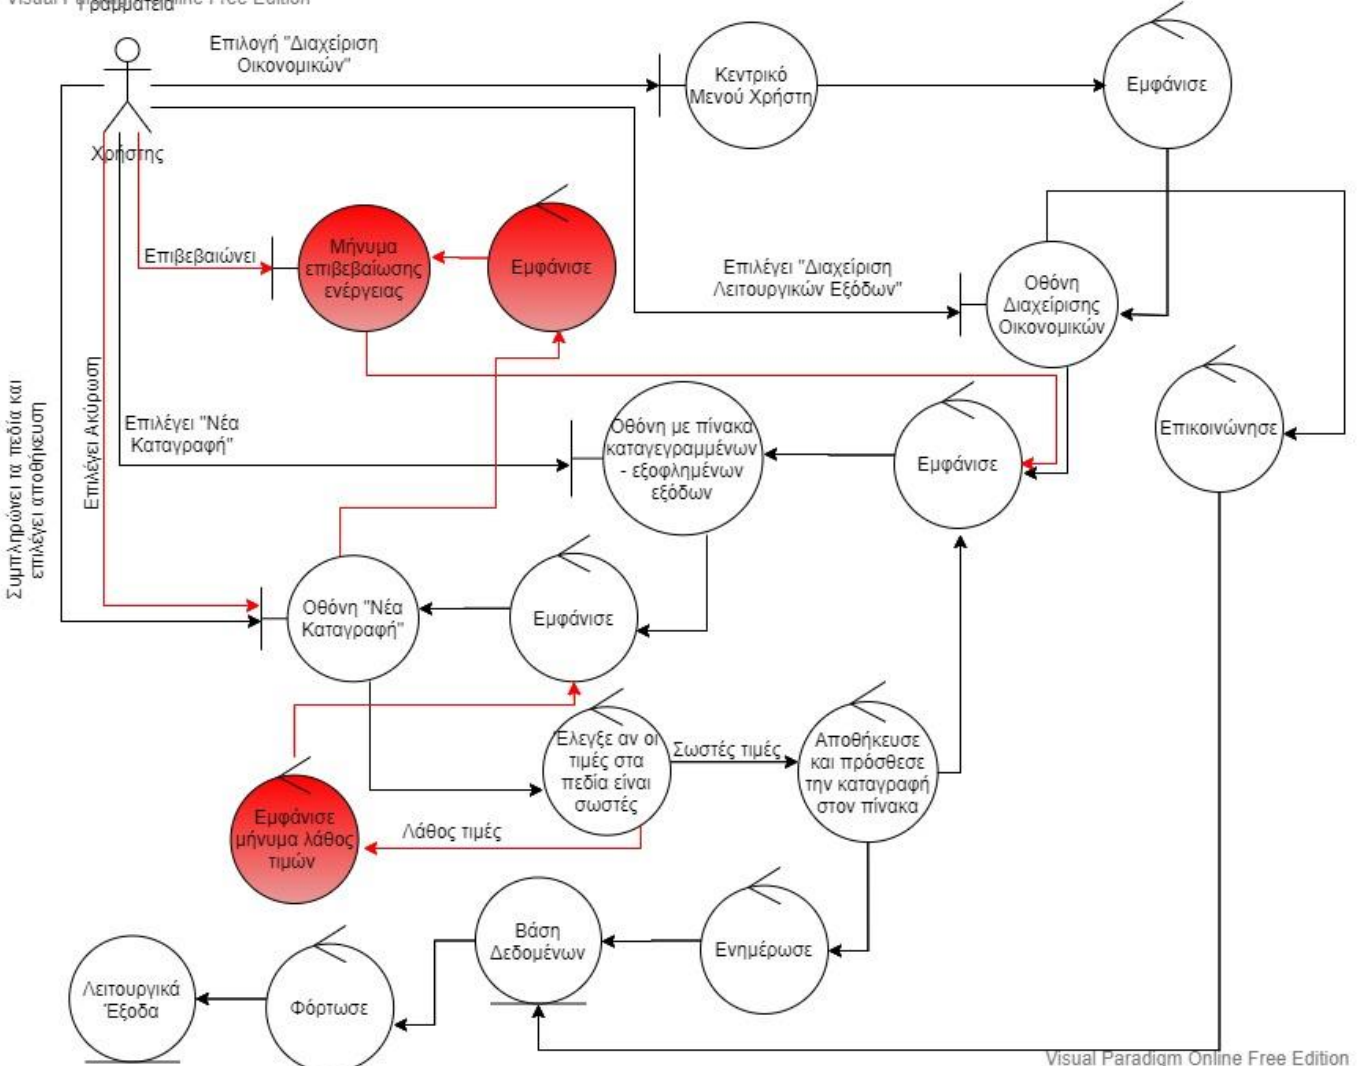 Visual Paradigm Online Free Edition
Γραμματεία
Επιλογή "Διαχείριση
Οικονομικών"
Κεντρικό
Μενού Χρήστη
Εμφάνισε
Χρήστης
Επιβεβαιώνει
Μήνυμα
επιβεβαίωσης
ενέργειας
Εμφάνισε
Επιλέγει "Διαχείριση
Λειτουργικών Εξόδων"
Οθόνη
Διαχείρισης
Οικονομικών
Συμπληρώνει τα πεδία και
επιλέγει αποθήκευση
Επιλέγει Ακύρωση
Επιλέγει "Νέα
Καταγραφή"
Οθόνη με πίνακα
καταγεγραμμένων
- εξοφλημένων
εξόδων
Εμφάνισε
Επικοινώνησε
Οθόνη "Νέα
Καταγραφή"
Εμφάνισε
Έλεγξε αν οι
τιμές στα
πεδία είναι
σωστές
Σωστές τιμές
Αποθήκευσε
και πρόσθεσε
την καταγραφή
στον πίνακα
Εμφάνισε
μήνυμα λάθος
τιμών
Λάθος τιμές
Βάση
Δεδομένων
Ενημέρωσε
Λειτουργικά
Έξοδα
Φόρτωσε
Visual Paradigm Online Free Edition